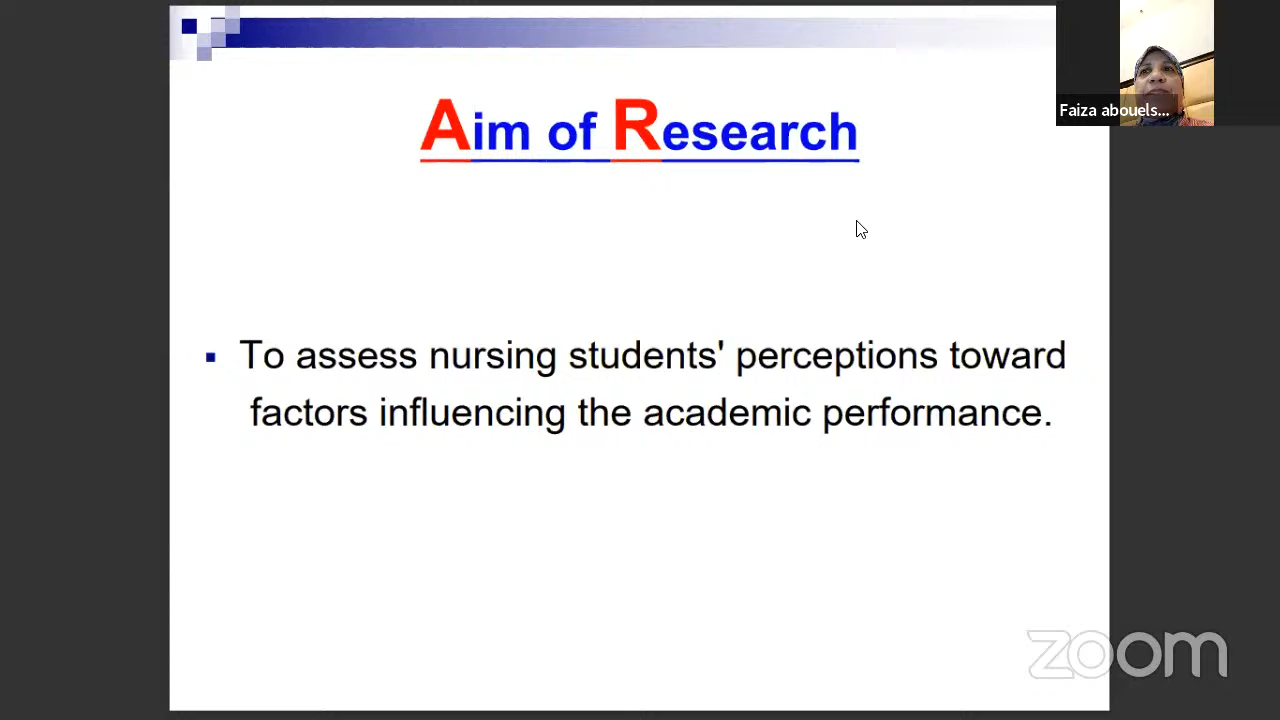 Aim of Research
Faiza abouels...
▪ To assess nursing students' perceptions toward
factors influencing the academic performance.
zoom